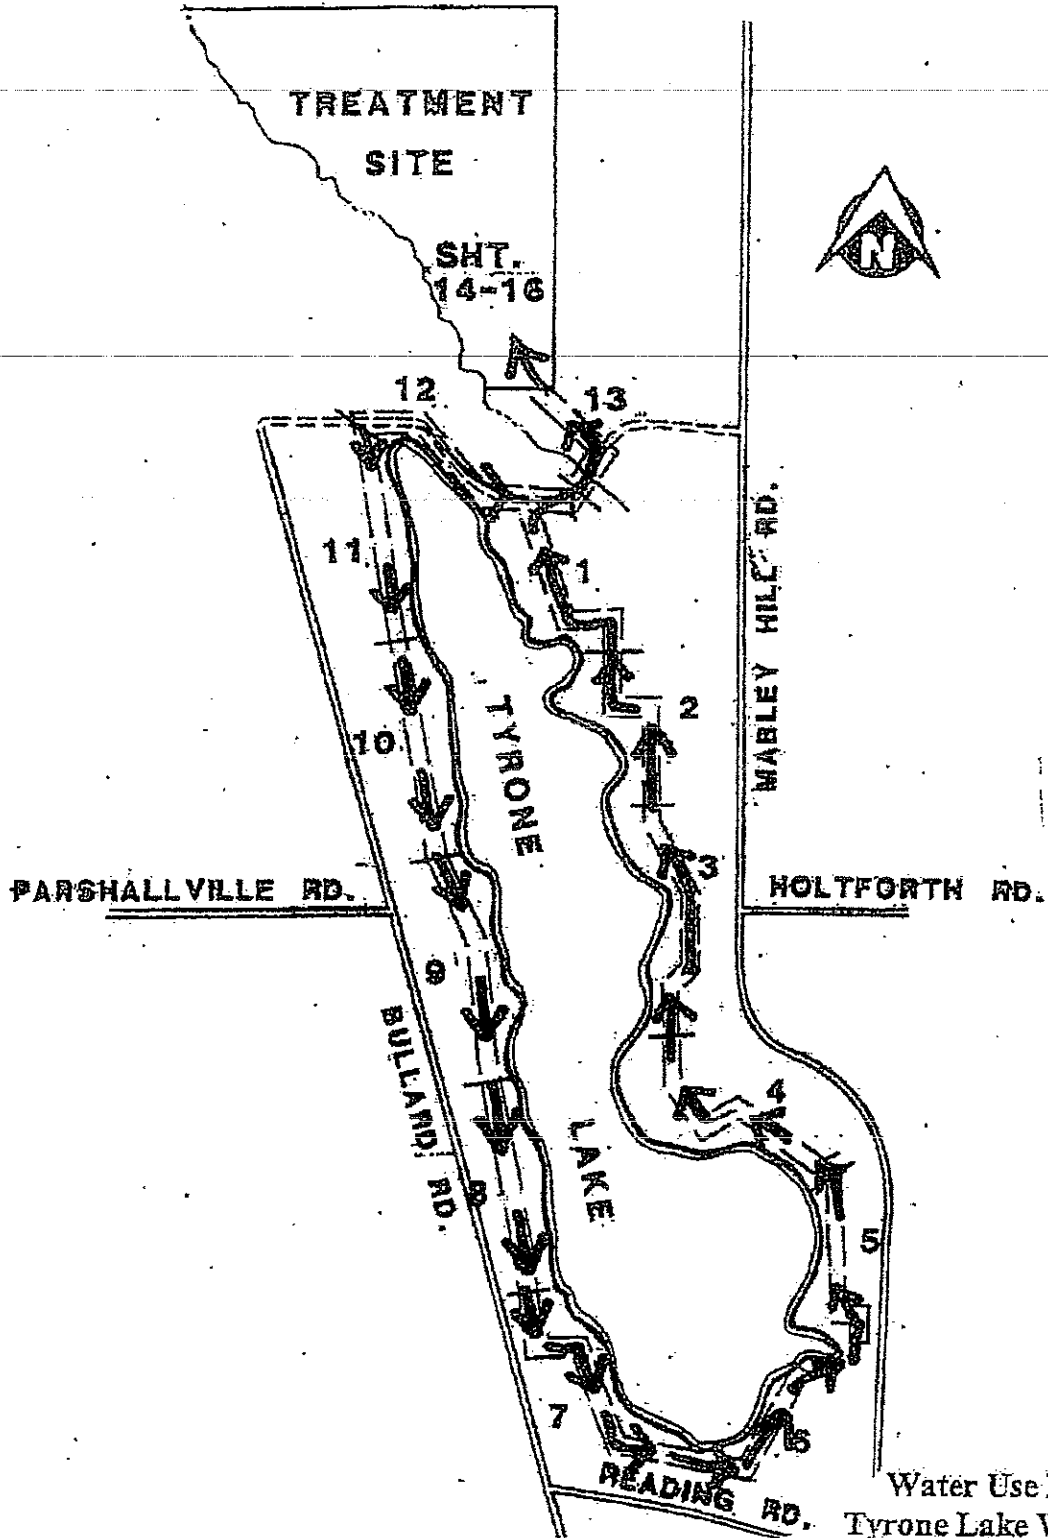 TREATMENT
SITE
SHT.
14-16
N
12
13
11
1
2
10
TYRONE
MABLEY HILL RD.
3
PARSHALLVILLE RD.
HOLTFORTH RD.
9
BULLARD RD.
4
LAKE
8
5
7
6
READING RD.
Water Use
Tyrone Lake